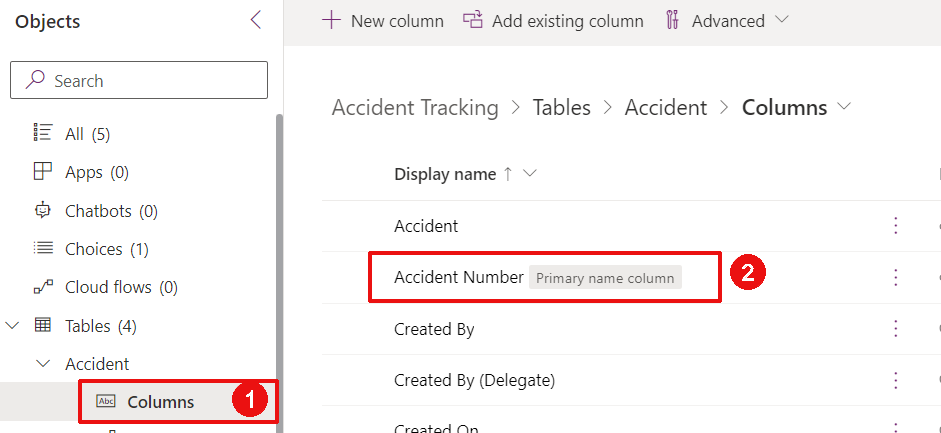 Objects
Search
All (5)
Apps (0)
Chatbots (0)
Choices (1)
Cloud flows (0)
Tables (4)
Accident
Abc Columns 1
New column Add existing column Advanced
Accident Tracking > Tables > Accident > Columns
Display name ↑
Accident
Accident Number Primary name column 2
Created By
Created By (Delegate)
Created On